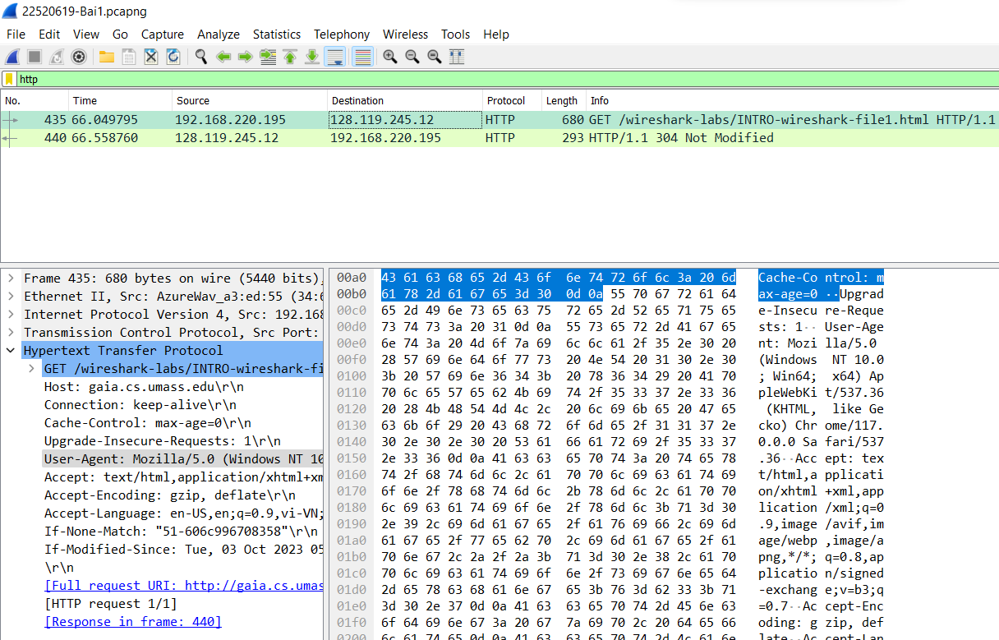 22520619-Bai1.pcapng
File Edit View Go Capture Analyze Statistics Telephony Wireless Tools Help
http
No. Time Source Destination Protocol Length Info
435 66.049795 192.168.220.195 128.119.245.12 HTTP 680 GET /wireshark-labs/INTRO-wireshark-file1.html HTTP/1.1
440 66.558760 128.119.245.12 192.168.220.195 HTTP 293 HTTP/1.1 304 Not Modified
Frame 435: 680 bytes on wire (5440 bits),
Ethernet II, Src: AzureWav_a3:ed:55 (34:6
Internet Protocol Version 4, Src: 192.168
Transmission Control Protocol, Src Port:
Hypertext Transfer Protocol
GET /wireshark-labs/INTRO-wireshark-fi
Host: gaia.cs.umass.edu\r\n
Connection: keep-alive\r\n
Cache-Control: max-age=0\r\n
Upgrade-Insecure-Requests: 1\r\n
User-Agent: Mozilla/5.0 (Windows NT 10
Accept: text/html,application/xhtml+xm
Accept-Encoding: gzip, deflate\r\n
Accept-Language: en-US,en;q=0.9,vi-VN;
If-None-Match: "51-606c996708358"\r\n
If-Modified-Since: Tue, 03 Oct 2023 05
\r\n
[Full request URI: http://gaia.cs.umas
[HTTP request 1/1]
[Response in frame: 440]
00a0 43 61 63 68 65 2d 43 6f 6e 74 72 6f 6c 3a 20 6d Cache-Co ntrol: m
00b0 61 78 2d 61 67 65 3d 30 0d 0a 55 70 67 72 61 64 ax-age=0 ··Upgrad
00c0 65 2d 49 6e 73 65 63 75 72 65 2d 52 65 71 75 65 e-Insecu re-Reque
00d0 73 74 73 3a 20 31 0d 0a 55 73 65 72 2d 41 67 65 sts: 1·· User-Age
00e0 6e 74 3a 20 4d 6f 7a 69 6c 6c 61 2f 35 2e 30 20 nt: Mozi lla/5.0
00f0 28 57 69 6e 64 6f 77 73 20 4e 54 20 31 30 2e 30 (Windows NT 10.0
0100 3b 20 57 69 6e 36 34 3b 20 78 36 34 29 20 41 70 ; Win64; x64) Ap
0110 70 6c 65 57 65 62 4b 69 74 2f 35 33 37 2e 33 36 pleWebKi t/537.36
0120 20 28 4b 48 54 4d 4c 2c 20 6c 69 6b 65 20 47 65 (KHTML, like Ge
0130 63 6b 6f 29 20 43 68 72 6f 6d 65 2f 31 31 37 2e cko) Chr ome/117.
0140 30 2e 30 2e 30 20 53 61 66 61 72 69 2f 35 33 37 0.0.0 Sa fari/537
0150 2e 33 36 0d 0a 41 63 63 65 70 74 3a 20 74 65 78 .36··Acc ept: tex
0160 74 2f 68 74 6d 6c 2c 61 70 70 6c 69 63 61 74 69 t/html,a pplicati
0170 6f 6e 2f 78 68 74 6d 6c 2b 78 6d 6c 2c 61 70 70 on/xhtml +xml,app
0180 6c 69 63 61 74 69 6f 6e 2f 78 6d 6c 3b 71 3d 30 lication /xml;q=0
0190 2e 39 2c 69 6d 61 67 65 2f 61 76 69 66 2c 69 6d .9,image /avif,im
01a0 61 67 65 2f 77 65 62 70 2c 69 6d 61 67 65 2f 61 age/webp ,image/a
01b0 70 6e 67 2c 2a 2f 2a 3b 71 3d 30 2e 38 2c 61 70 png,*/*; q=0.8,ap
01c0 70 6c 69 63 61 74 69 6f 6e 2f 73 69 67 6e 65 64 plicatio n/signed
01d0 2d 65 78 63 68 61 6e 67 65 3b 76 3d 62 33 3b 71 -exchang e;v=b3;q
01e0 3d 30 2e 37 0d 0a 41 63 63 65 70 74 2d 45 6e 63 =0.7··Ac cept-Enc
01f0 6f 64 69 6e 67 3a 20 67 7a 69 70 2c 20 64 65 66 oding: g zip, def
0200 6c 61 74 65 0d 0a 41 63 63 65 70 74 2d 4c 61 6e late··Ac cept-Lan